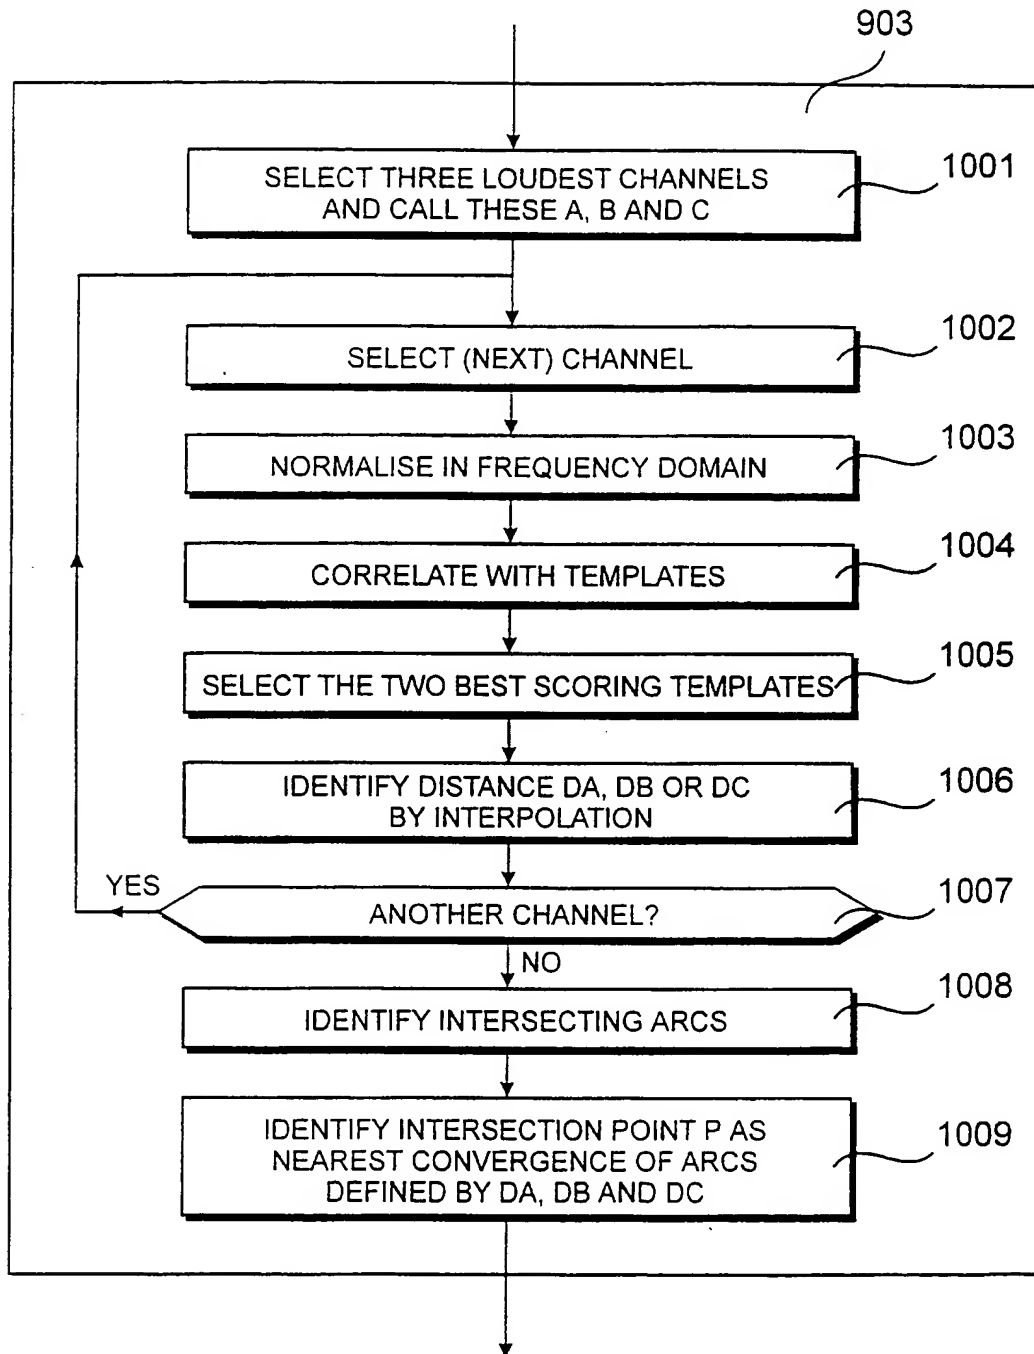 903
SELECT THREE LOUDEST CHANNELS
AND CALL THESE A, B AND C
1001
SELECT (NEXT) CHANNEL
1002
NORMALISE IN FREQUENCY DOMAIN
1003
CORRELATE WITH TEMPLATES
1004
SELECT THE TWO BEST SCORING TEMPLATES
1005
IDENTIFY DISTANCE DA, DB OR DC
BY INTERPOLATION
1006
YES
ANOTHER CHANNEL?
1007
NO
IDENTIFY INTERSECTING ARCS
1008
IDENTIFY INTERSECTION POINT P AS
NEAREST CONVERGENCE OF ARCS
DEFINED BY DA, DB AND DC
1009